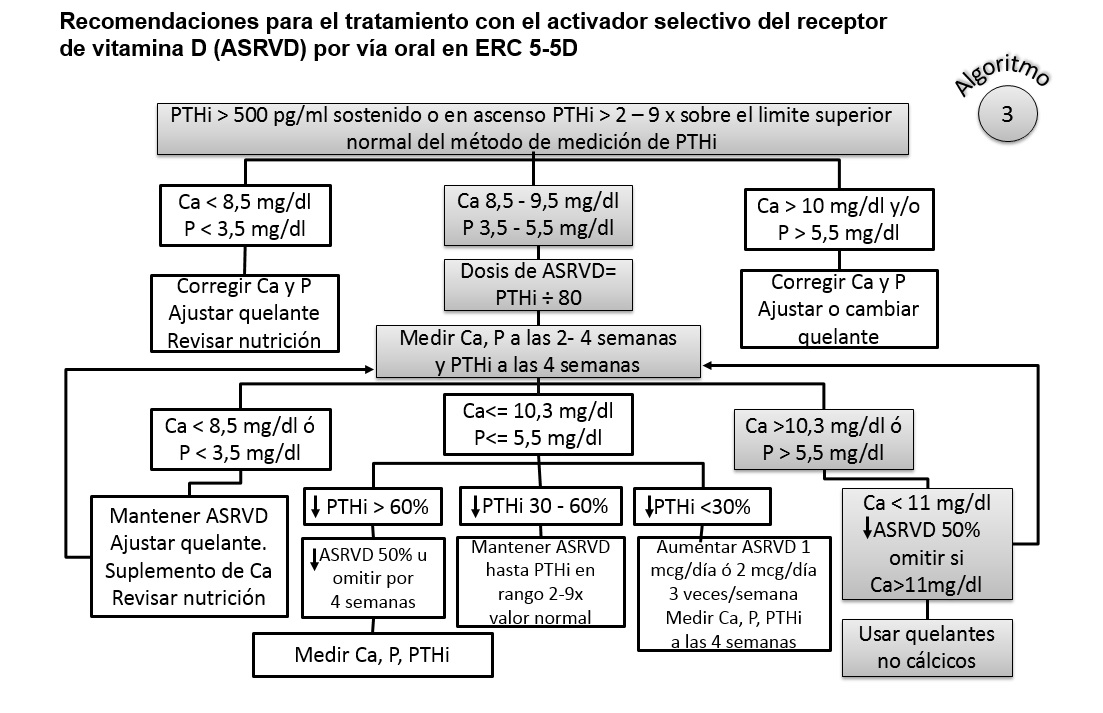 Recomendaciones para el tratamiento con el activador selectivo del receptor
de vitamina D (ASRVD) por vía oral en ERC 5-5D
Algoritmo
3
PTHi > 500 pg/ml sostenido o en ascenso PTHi > 2 – 9 x sobre el limite superior
normal del método de medición de PTHi
Ca < 8,5 mg/dl
P < 3,5 mg/dl
Ca 8,5 - 9,5 mg/dl
P 3,5 - 5,5 mg/dl
Ca > 10 mg/dl y/o
P > 5,5 mg/dl
Corregir Ca y P
Ajustar quelante
Revisar nutrición
Dosis de ASRVD=
PTHi ÷ 80
Corregir Ca y P
Ajustar o cambiar
quelante
Medir Ca, P a las 2- 4 semanas
y PTHi a las 4 semanas
Ca < 8,5 mg/dl ó
P < 3,5 mg/dl
Ca<= 10,3 mg/dl
P<= 5,5 mg/dl
Ca >10,3 mg/dl ó
P > 5,5 mg/dl
Mantener ASRVD
Ajustar quelante.
Suplemento de Ca
Revisar nutrición
↓ PTHi > 60%
↓PTHi 30 - 60%
↓PTHi <30%
↓ASRVD 50% u
omitir por
4 semanas
Mantener ASRVD
hasta PTHi en
rango 2-9x
valor normal
Aumentar ASRVD 1
mcg/día ó 2 mcg/día
3 veces/semana
Medir Ca, P, PTHi
a las 4 semanas
Ca < 11 mg/dl
↓ASRVD 50%
omitir si
Ca>11mg/dl
Medir Ca, P, PTHi
Usar quelantes
no cálcicos